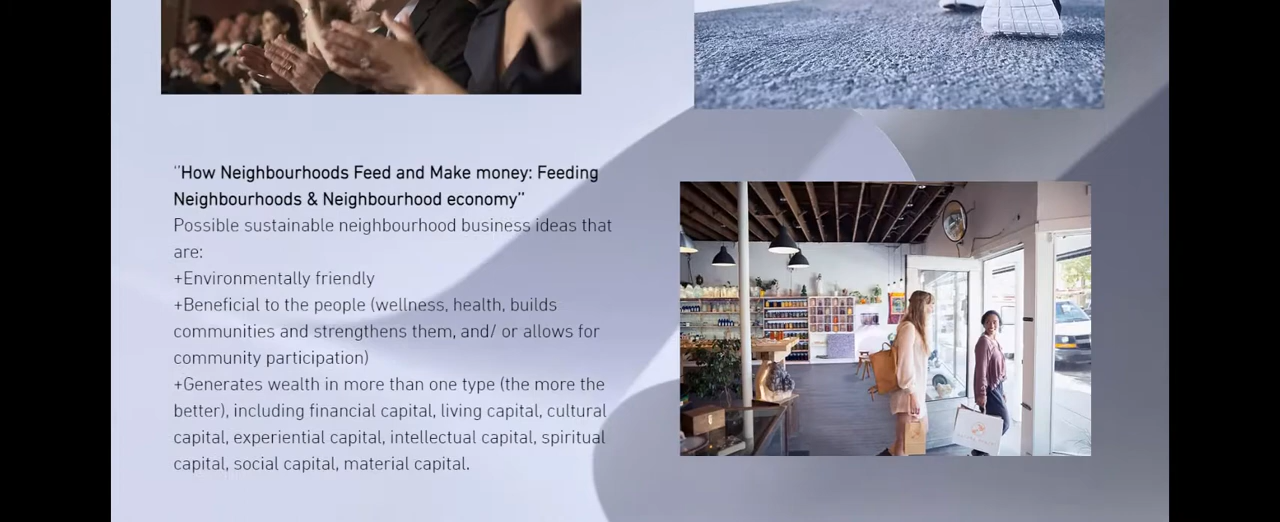 ‘'How Neighbourhoods Feed and Make money: Feeding
Neighbourhoods & Neighbourhood economy’'
Possible sustainable neighbourhood business ideas that
are:
+Environmentally friendly
+Beneficial to the people (wellness, health, builds
communities and strengthens them, and/ or allows for
community participation)
+Generates wealth in more than one type (the more the
better), including financial capital, living capital, cultural
capital, experiential capital, intellectual capital, spiritual
capital, social capital, material capital.